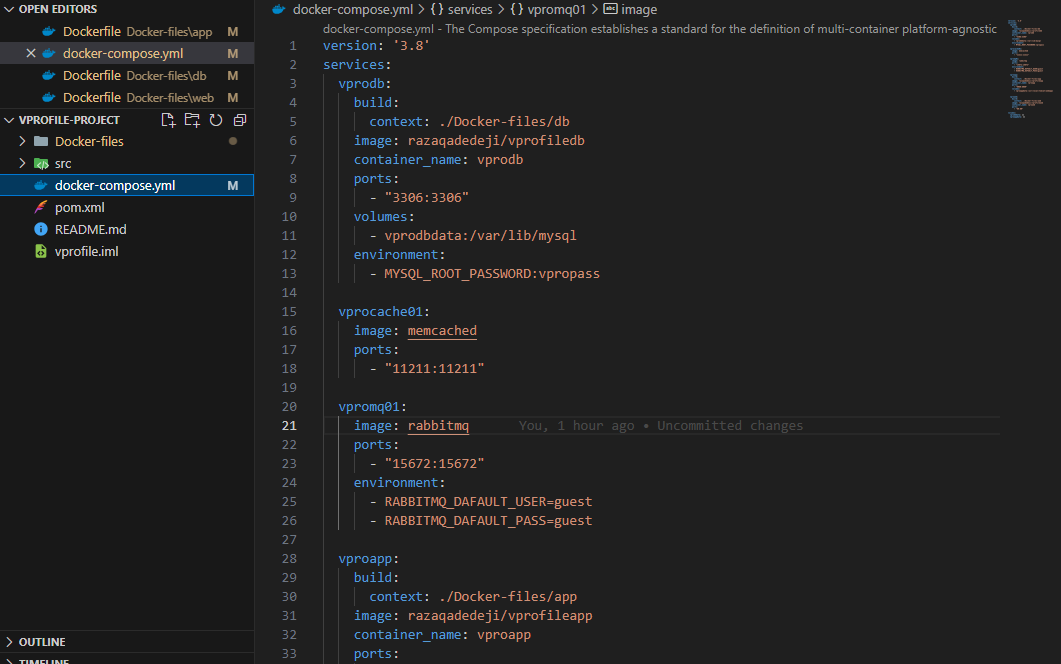 OPEN EDITORS
Dockerfile Docker-files\app M
docker-compose.yml M
Dockerfile Docker-files\db M
Dockerfile Docker-files\web M
VPROFILE-PROJECT
Docker-files
src
docker-compose.yml M
pom.xml
README.md
vprofile.iml
OUTLINE
TIMELINE
docker-compose.yml > {} services > {} vpromq01 > abc image
docker-compose.yml - The Compose specification establishes a standard for the definition of multi-container platform-agnostic
1 version: '3.8'
2 services:
3 vprodb:
4 build:
5 context: ./Docker-files/db
6 image: razaqadedeji/vprofiledb
7 container_name: vprodb
8 ports:
9 - "3306:3306"
10 volumes:
11 - vprodbdata:/var/lib/mysql
12 environment:
13 - MYSQL_ROOT_PASSWORD:vpropass
14
15 vprocache01:
16 image: memcached
17 ports:
18 - "11211:11211"
19
20 vpromq01:
21 image: rabbitmq You, 1 hour ago • Uncommitted changes
22 ports:
23 - "15672:15672"
24 environment:
25 - RABBITMQ_DAFAULT_USER=guest
26 - RABBITMQ_DAFAULT_PASS=guest
27
28 vproapp:
29 build:
30 context: ./Docker-files/app
31 image: razaqadedeji/vprofileapp
32 container_name: vproapp
33 ports: